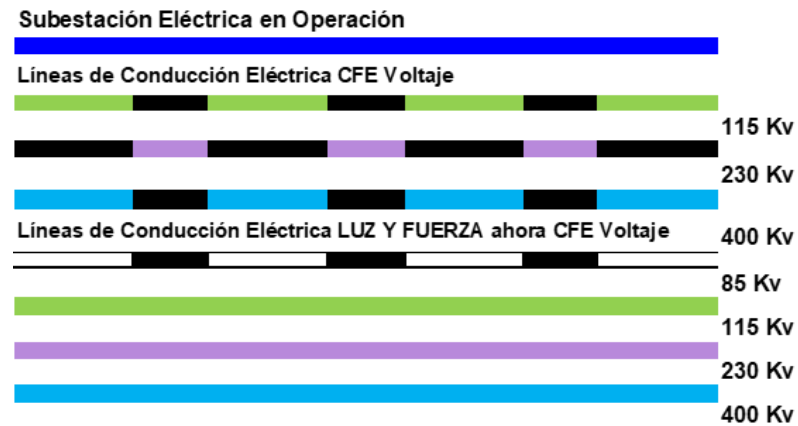 Subestación Eléctrica en Operación
Líneas de Conducción Eléctrica CFE Voltaje
115 Kv
230 Kv
Líneas de Conducción Eléctrica LUZ Y FUERZA ahora CFE Voltaje
400 Kv
85 Kv
115 Kv
230 Kv
400 Kv